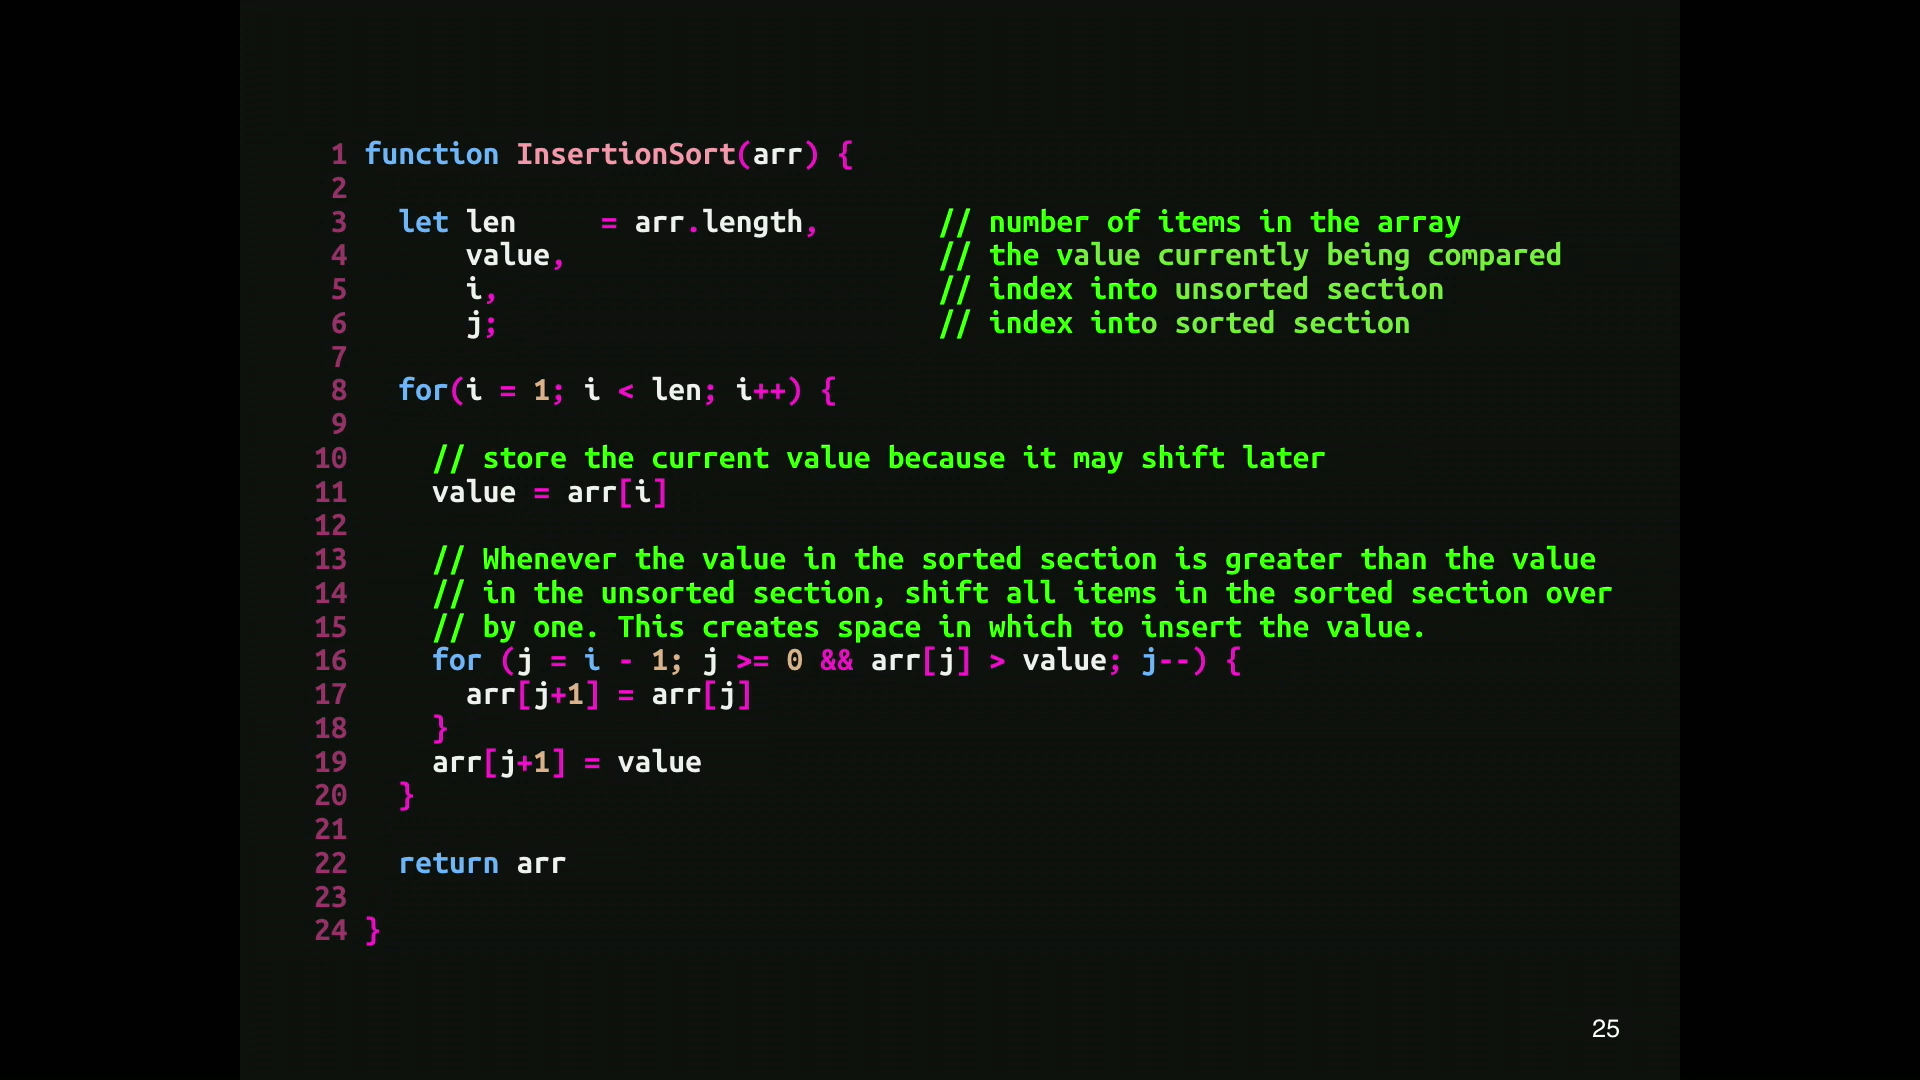 1 function InsertionSort(arr) {
2
3   let len     = arr.length,       // number of items in the array
4       value,                      // the value currently being compared
5       i,                          // index into unsorted section
6       j;                          // index into sorted section
7
8   for(i = 1; i < len; i++) {
9
10     // store the current value because it may shift later
11     value = arr[i]
12
13     // Whenever the value in the sorted section is greater than the value
14     // in the unsorted section, shift all items in the sorted section over
15     // by one. This creates space in which to insert the value.
16     for (j = i - 1; j >= 0 && arr[j] > value; j--) {
17       arr[j+1] = arr[j]
18     }
19     arr[j+1] = value
20   }
21
22   return arr
23
24 }
25